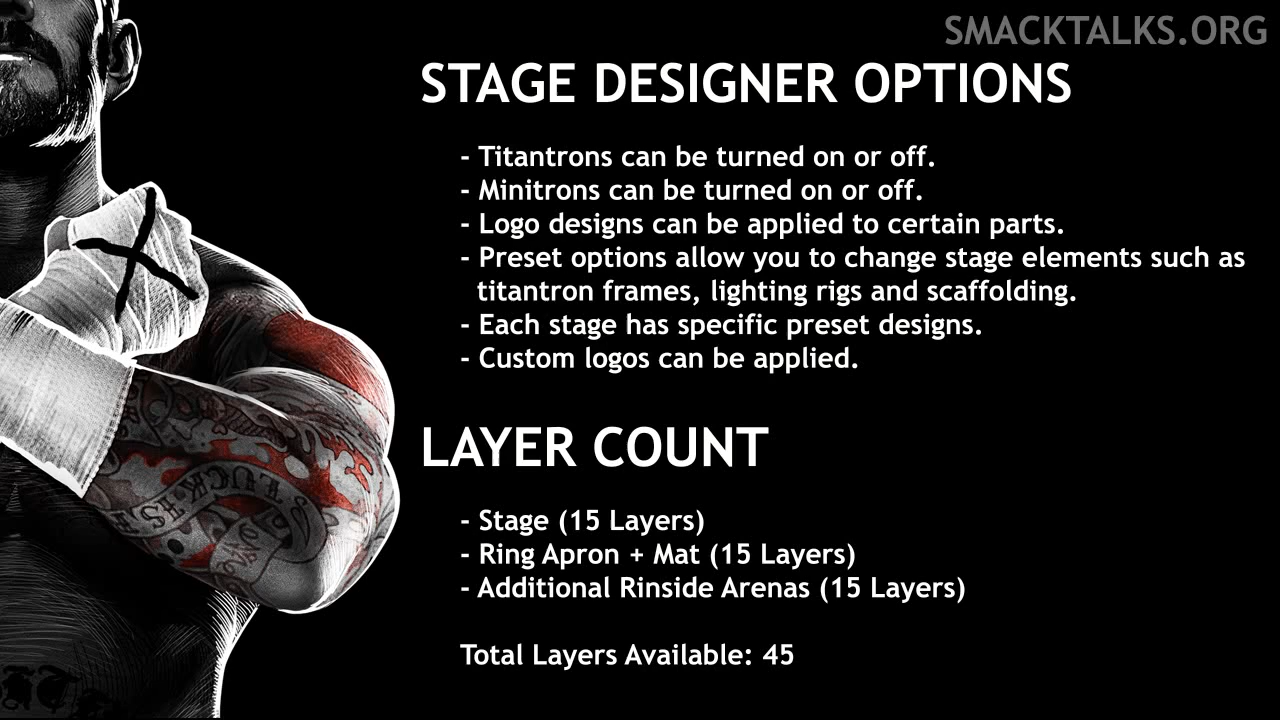 SMACKTALKS.ORG
STAGE DESIGNER OPTIONS
- Titantrons can be turned on or off.
- Minitrons can be turned on or off.
- Logo designs can be applied to certain parts.
- Preset options allow you to change stage elements such as
titantron frames, lighting rigs and scaffolding.
- Each stage has specific preset designs.
- Custom logos can be applied.
LAYER COUNT
- Stage (15 Layers)
- Ring Apron + Mat (15 Layers)
- Additional Rinside Arenas (15 Layers)
Total Layers Available: 45